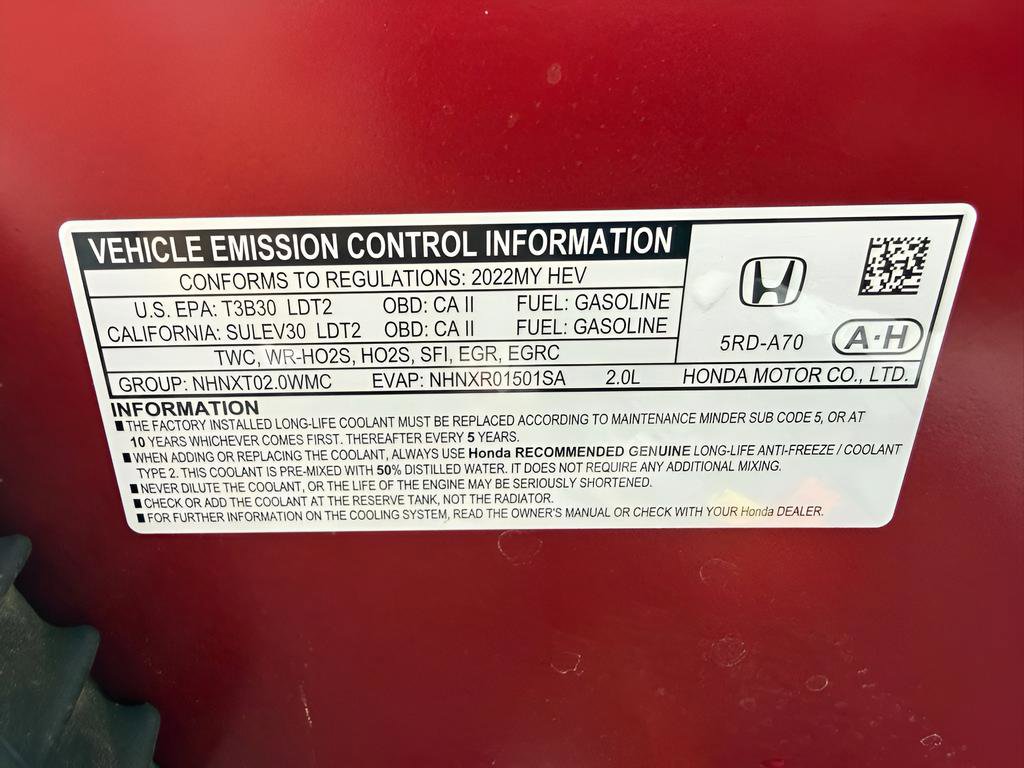 VEHICLE EMISSION CONTROL INFORMATION
CONFORMS TO REGULATIONS: 2022MY HEV
U.S. EPA: T3B30 LDT2 OBD: CA II FUEL: GASOLINE
CALIFORNIA: SULEV30 LDT2 OBD: CA II FUEL: GASOLINE
TWC, WR-HO2S, HO2S, SFI, EGR, EGRC
5RD-A70 A-H
GROUP: NHNXT02.0WMC EVAP: NHNXR01501SA 2.0L HONDA MOTOR CO., LTD.
INFORMATION
■ THE FACTORY INSTALLED LONG-LIFE COOLANT MUST BE REPLACED ACCORDING TO MAINTENANCE MINDER SUB CODE 5, OR AT
10 YEARS WHICHEVER COMES FIRST. THEREAFTER EVERY 5 YEARS.
■ WHEN ADDING OR REPLACING THE COOLANT, ALWAYS USE Honda RECOMMENDED GENUINE LONG-LIFE ANTI-FREEZE / COOLANT
TYPE 2. THIS COOLANT IS PRE-MIXED WITH 50% DISTILLED WATER. IT DOES NOT REQUIRE ANY ADDITIONAL MIXING.
■ NEVER DILUTE THE COOLANT, OR THE LIFE OF THE ENGINE MAY BE SERIOUSLY SHORTENED.
■ CHECK OR ADD THE COOLANT AT THE RESERVE TANK, NOT THE RADIATOR.
■ FOR FURTHER INFORMATION ON THE COOLING SYSTEM, READ THE OWNER'S MANUAL OR CHECK WITH YOUR Honda DEALER.